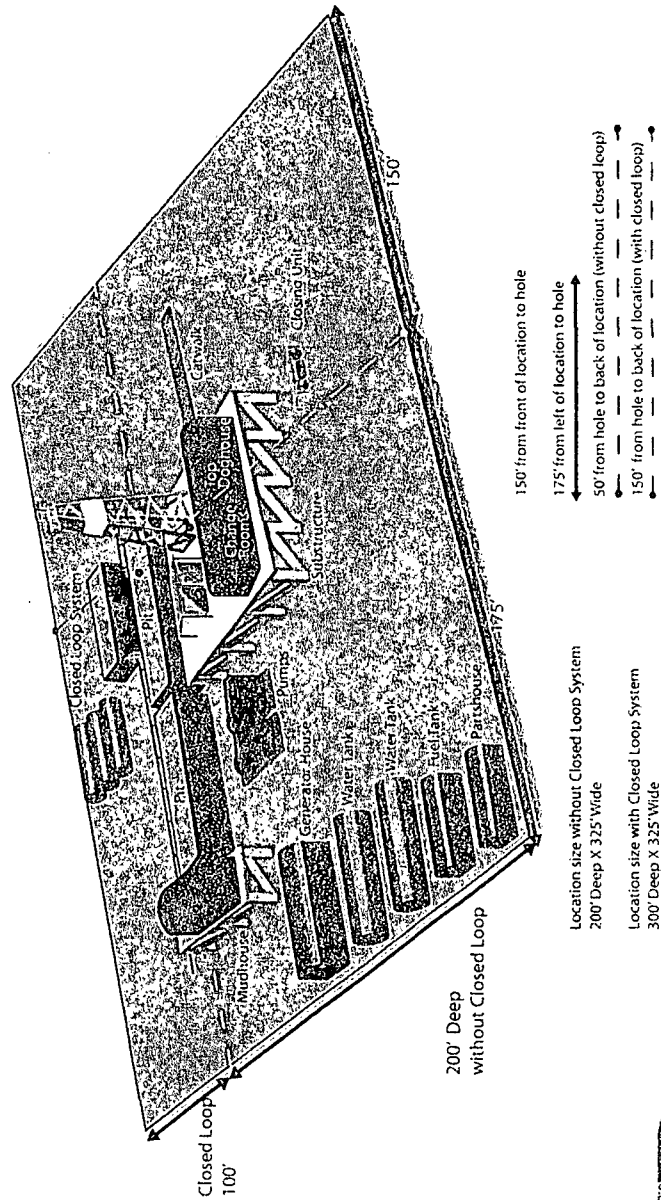 Closed Loop
100'
200' Deep
without Closed Loop
Closed Loop System
Pit
Pit
Mudhouse
Generator House
Water Tank
Water Tank
Fuel Tank
Partshouse
Pumps
Change
Room
Top
Doghouse
Substructure
Catwalk
Closing Unit
175'
150'
150' from front of location to hole
175' from left of location to hole
50' from hole to back of location (without closed loop)
150' from hole to back of location (with closed loop)
Location size without Closed Loop System
200' Deep X 325' Wide
Location size with Closed Loop System
300' Deep X 325' Wide